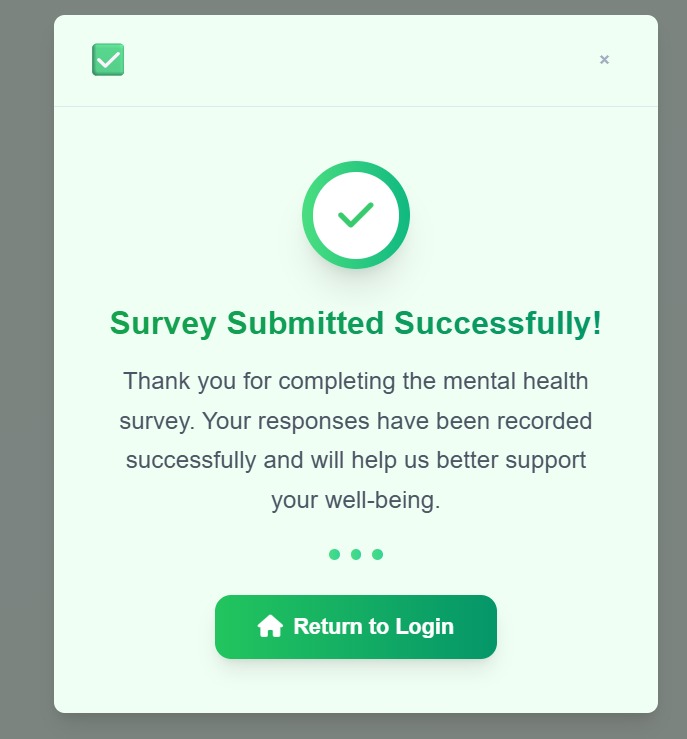 Survey Submitted Successfully!
Thank you for completing the mental health
survey. Your responses have been recorded
successfully and will help us better support
your well-being.
Return to Login